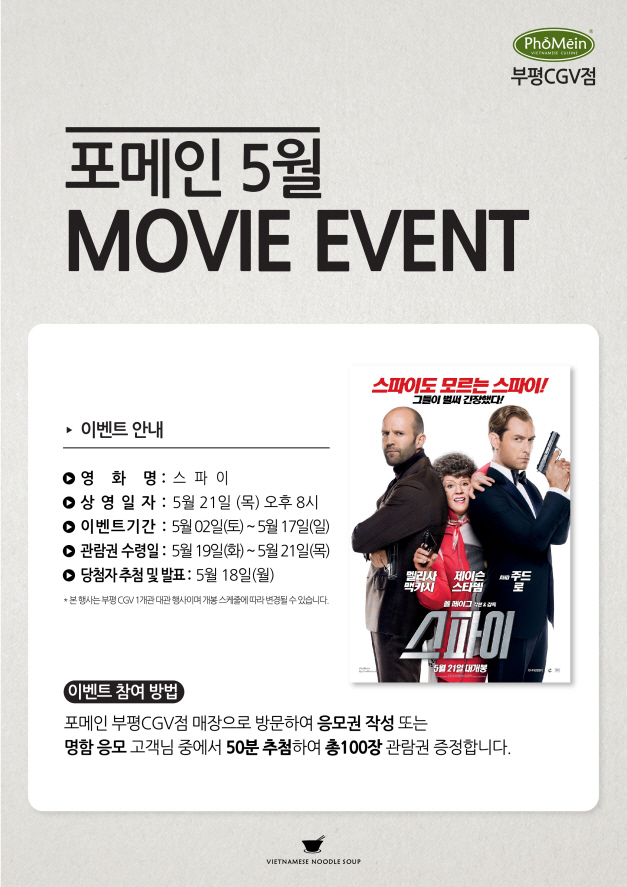 PhởMein
VIETNAMESE CUISINE
부평CGV점
포메인 5월
MOVIE EVENT
▸ 이벤트 안내
영 화 명 : 스 파 이
상 영 일 자 : 5월 21일 (목) 오후 8시
이벤트기간 : 5월 02일(토) ~ 5월 17일(일)
관람권 수령일 : 5월 19일(화) ~ 5월 21일(목)
당첨자 추첨 및 발표 : 5월 18일(월)
* 본 행사는 부평 CGV 1개관 대관 행사이며 개봉 스케줄에 따라 변경될 수 있습니다.
스파이도 모르는 스파이!
그들이 벌써 긴장했다!
멜리사 맥카시
제이슨 스타뎀
AND 주드 로
폴 페이그 각본 & 감독
스파이
5월 21일 대개봉
이벤트 참여 방법
포메인 부평CGV점 매장으로 방문하여 응모권 작성 또는
명함 응모 고객님 중에서 50분 추첨하여 총100장 관람권 증정합니다.
VIETNAMESE NOODLE SOUP